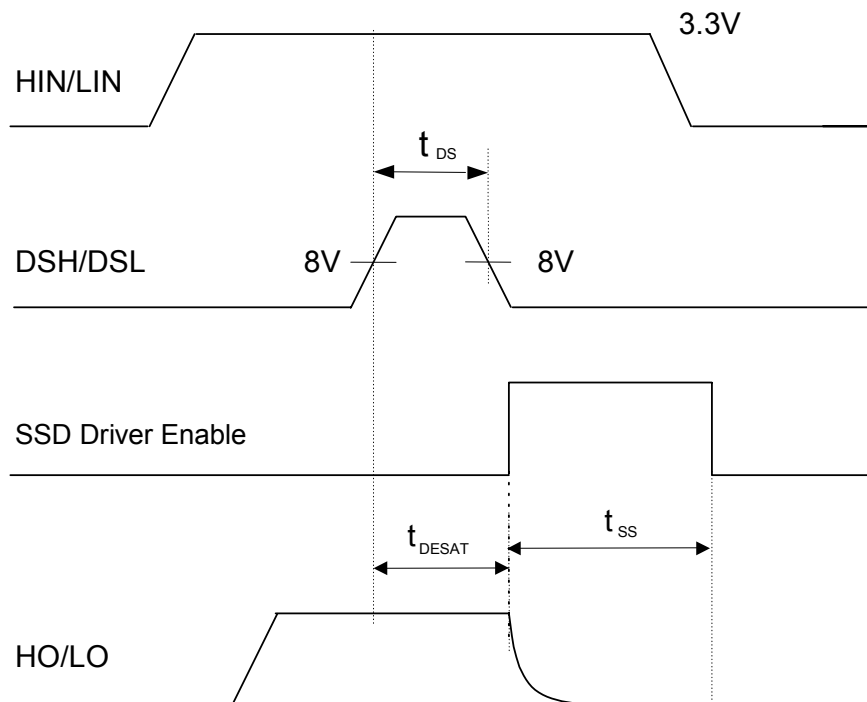 3.3V
HIN/LIN
t DS
DSH/DSL 8V 8V
SSD Driver Enable
t DESAT t SS
HO/LO